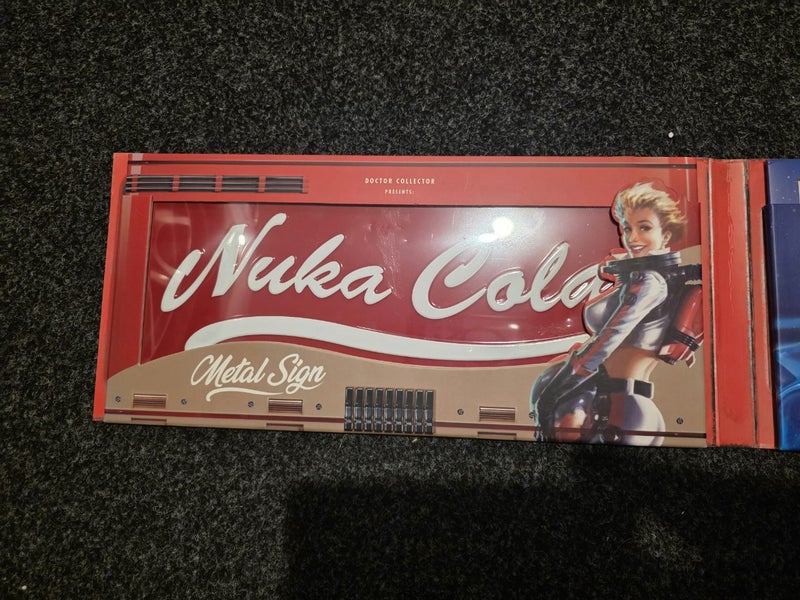 DOCTOR COLLECTOR
PRESENTS:
Nuka Cola
Metal Sign